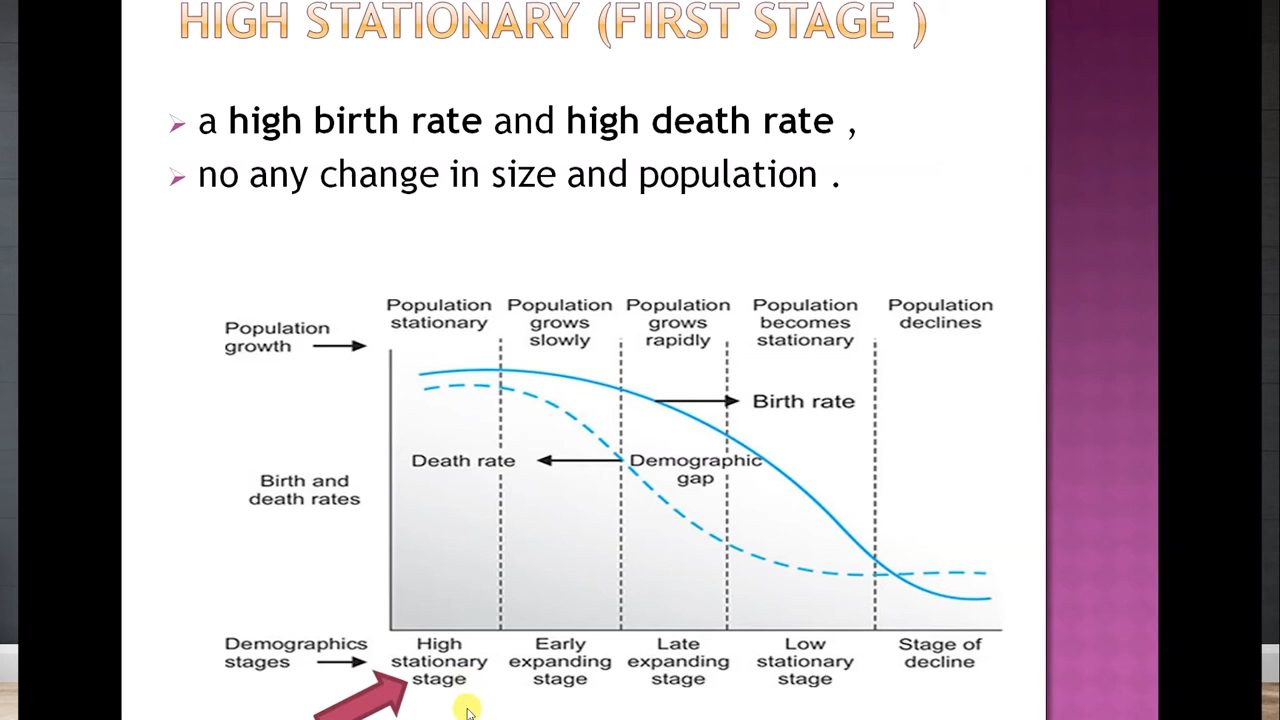 HIGH STATIONARY (FIRST STAGE )
a high birth rate and high death rate ,
no any change in size and population .
Population growth
Population stationary
Population grows slowly
Population grows rapidly
Population becomes stationary
Population declines
Birth rate
Death rate
Demographic gap
Birth and death rates
Demographics stages
High stationary stage
Early expanding stage
Late expanding stage
Low stationary stage
Stage of decline